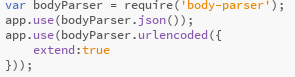 var bodyParser = require('body-parser');
app.use(bodyParser.json());
app.use(bodyParser.urlencoded({
    extend:true
}));